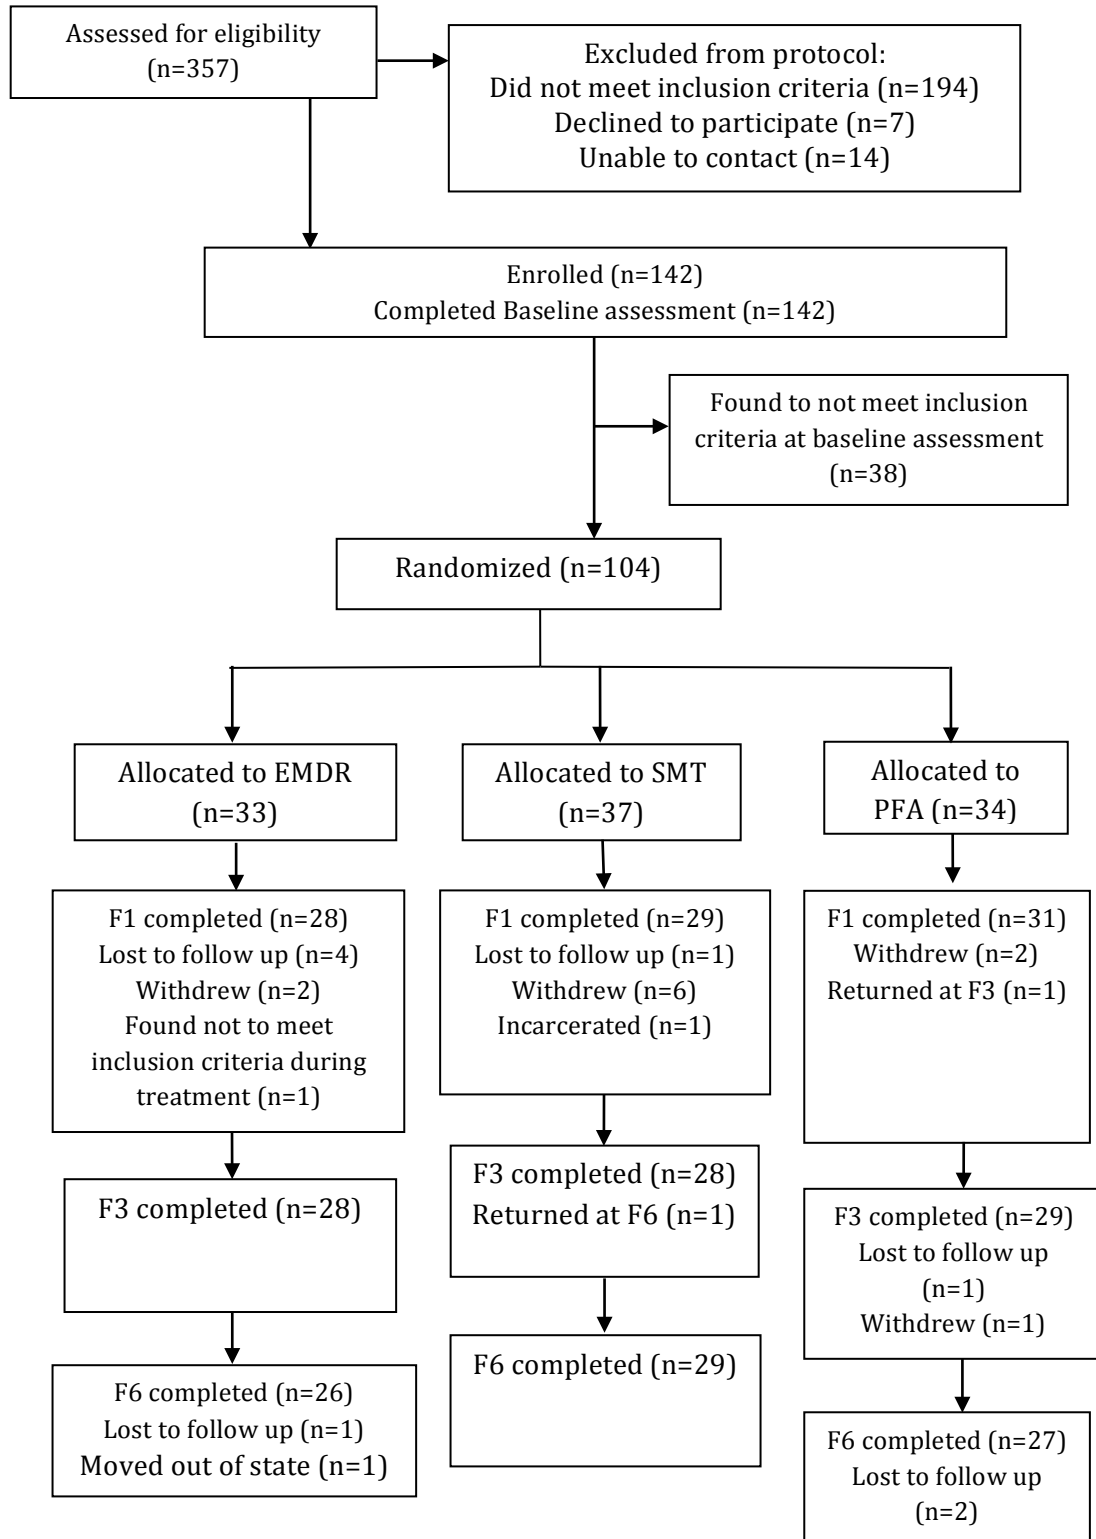 Assessed for eligibility
(n=357)
Excluded from protocol:
Did not meet inclusion criteria (n=194)
Declined to participate (n=7)
Unable to contact (n=14)
Enrolled (n=142)
Completed Baseline assessment (n=142)
Found to not meet inclusion
criteria at baseline assessment
(n=38)
Randomized (n=104)
Allocated to EMDR
(n=33)
Allocated to SMT
(n=37)
Allocated to
PFA (n=34)
F1 completed (n=28)
Lost to follow up (n=4)
Withdrew (n=2)
Found not to meet
inclusion criteria during
treatment (n=1)
F1 completed (n=29)
Lost to follow up (n=1)
Withdrew (n=6)
Incarcerated (n=1)
F1 completed (n=31)
Withdrew (n=2)
Returned at F3 (n=1)
F3 completed (n=28)
F3 completed (n=28)
Returned at F6 (n=1)
F3 completed (n=29)
Lost to follow up
(n=1)
Withdrew (n=1)
F6 completed (n=26)
Lost to follow up (n=1)
Moved out of state (n=1)
F6 completed (n=29)
F6 completed (n=27)
Lost to follow up
(n=2)